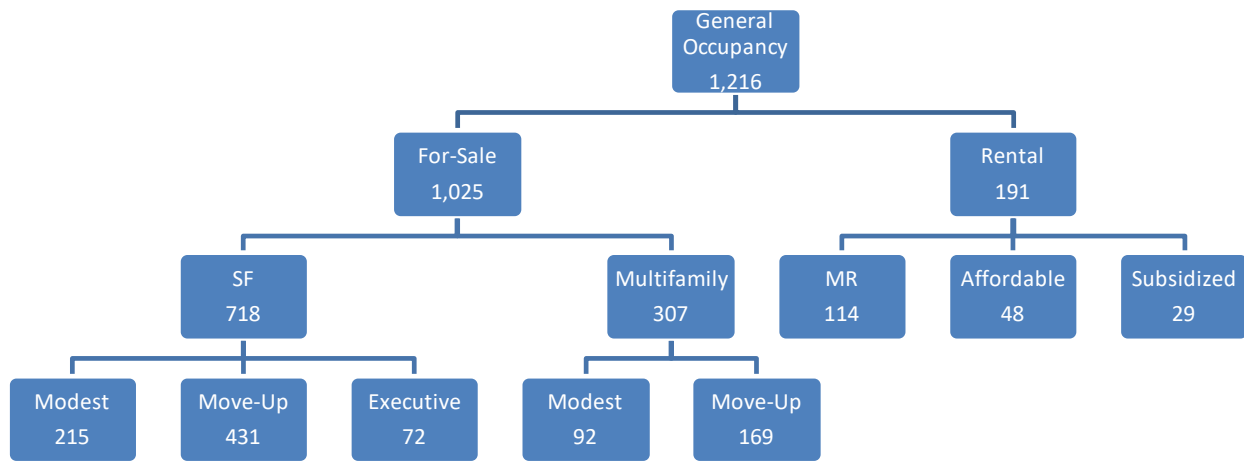 General
Occupancy
1,216
For-Sale
1,025
Rental
191
SF
718
Multifamily
307
MR
114
Affordable
48
Subsidized
29
Modest
215
Move-Up
431
Executive
72
Modest
92
Move-Up
169